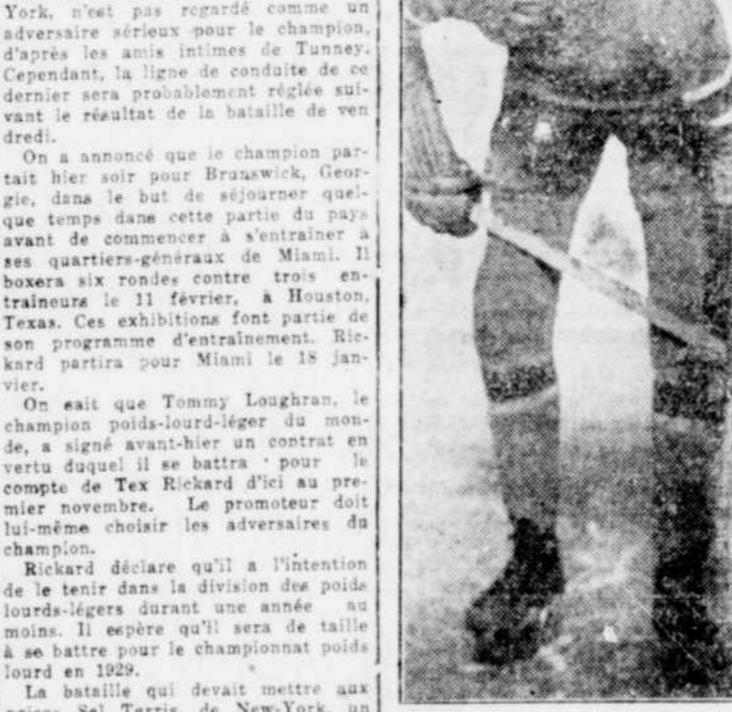 York, n'est pas regardé comme un
adversaire sérieux pour le champion,
d'après les amis intimes de Tunney.
Cependant, la ligne de conduite de ce
dernier sera probablement réglée sui-
vant le résultat de la bataille de ven
dredi.
On a annoncé que le champion par-
tait hier soir pour Brunswick, Geor-
gie, dans le but de séjourner quel-
que temps dans cette partie du pays
avant de commencer à s'entraîner à
ses quartiers-généraux de Miami. Il
boxera six rondes contre trois en-
traîneurs le 11 février, à Houston,
Texas. Ces exhibitions font partie de
son programme d'entraînement. Ric-
kard partira pour Miami le 18 jan-
vier.
On sait que Tommy Loughran, le
champion poids-lourd-léger du mon-
de, a signé avant-hier un contrat en
vertu duquel il se battra pour le
compte de Tex Rickard d'ici au pre-
mier novembre. Le promoteur doit
lui-même choisir les adversaires du
champion.
Rickard déclare qu'il a l'intention
de le tenir dans la division des poids
lourds-légers durant une année au
moins. Il espère qu'il sera de taille
à se battre pour le championnat poids
lourd en 1929.
La bataille qui devait mettre aux
Sol Terris, de New-York, un